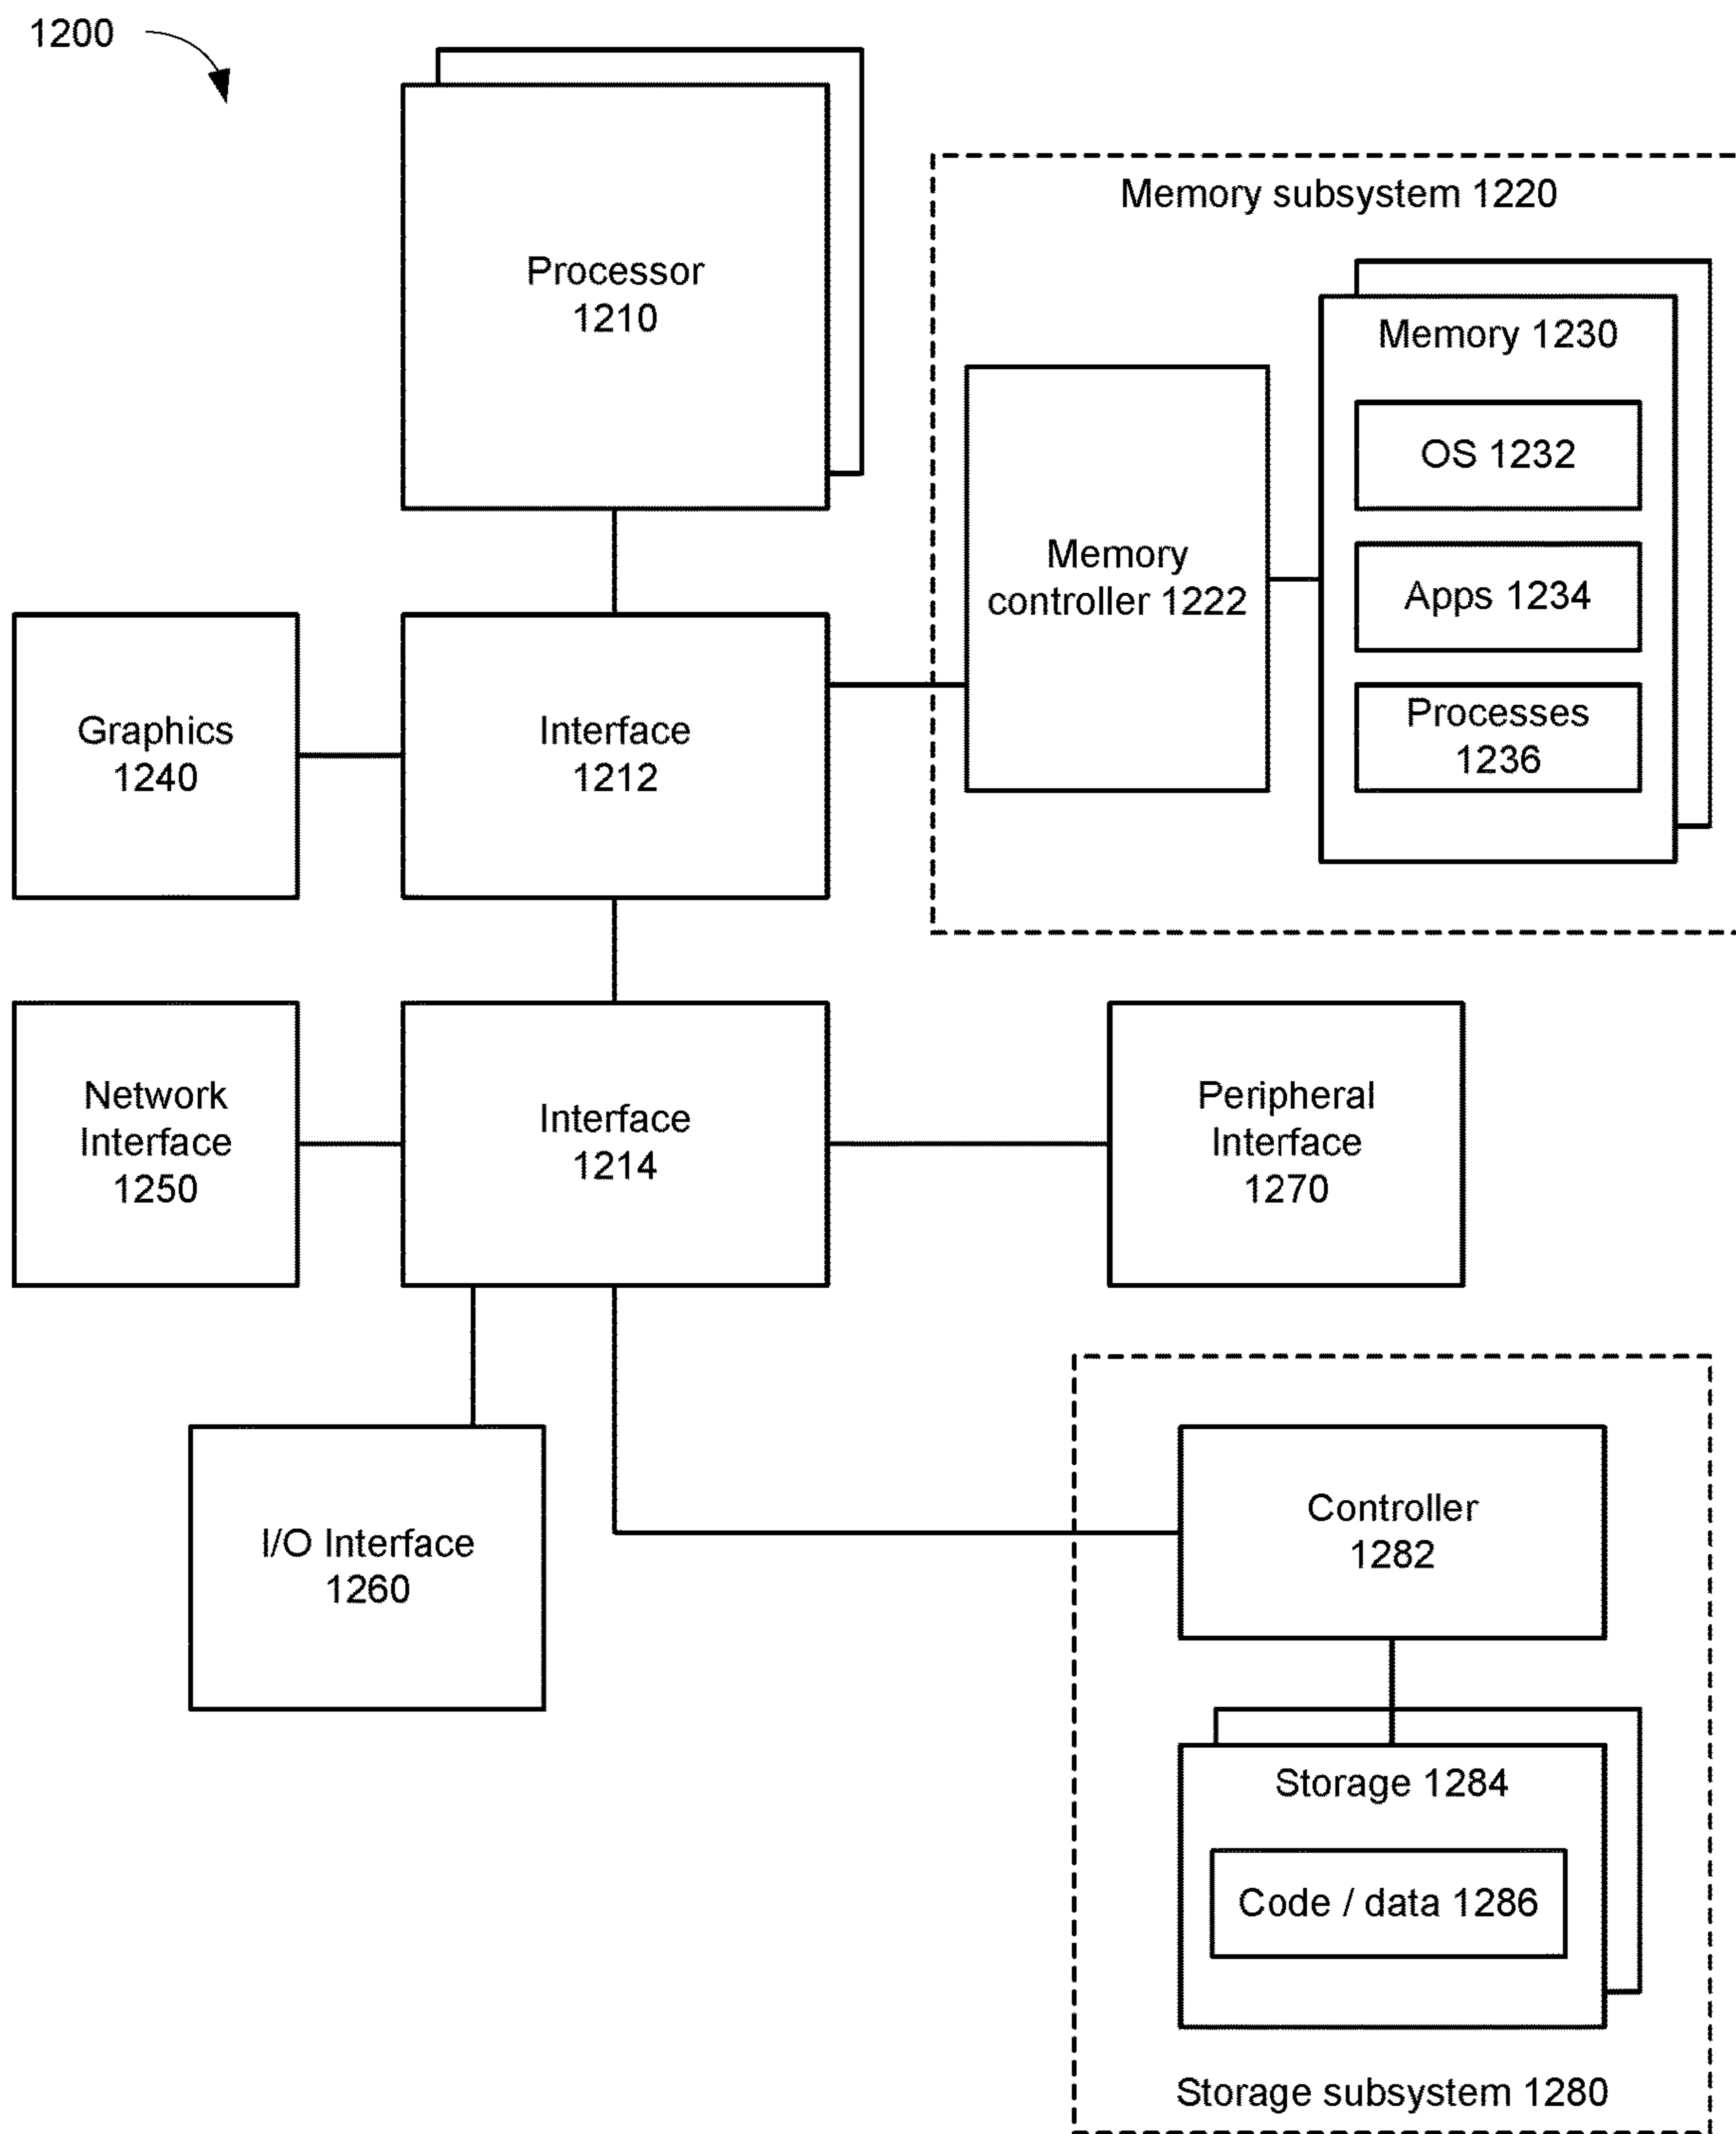 1200
Processor
1210
Memory subsystem 1220
Memory 1230
OS 1232
Apps 1234
Processes
1236
Memory
controller 1222
Graphics
1240
Interface
1212
Network
Interface
1250
Interface
1214
Peripheral
Interface
1270
I/O Interface
1260
Controller
1282
Storage 1284
Code / data 1286
Storage subsystem 1280